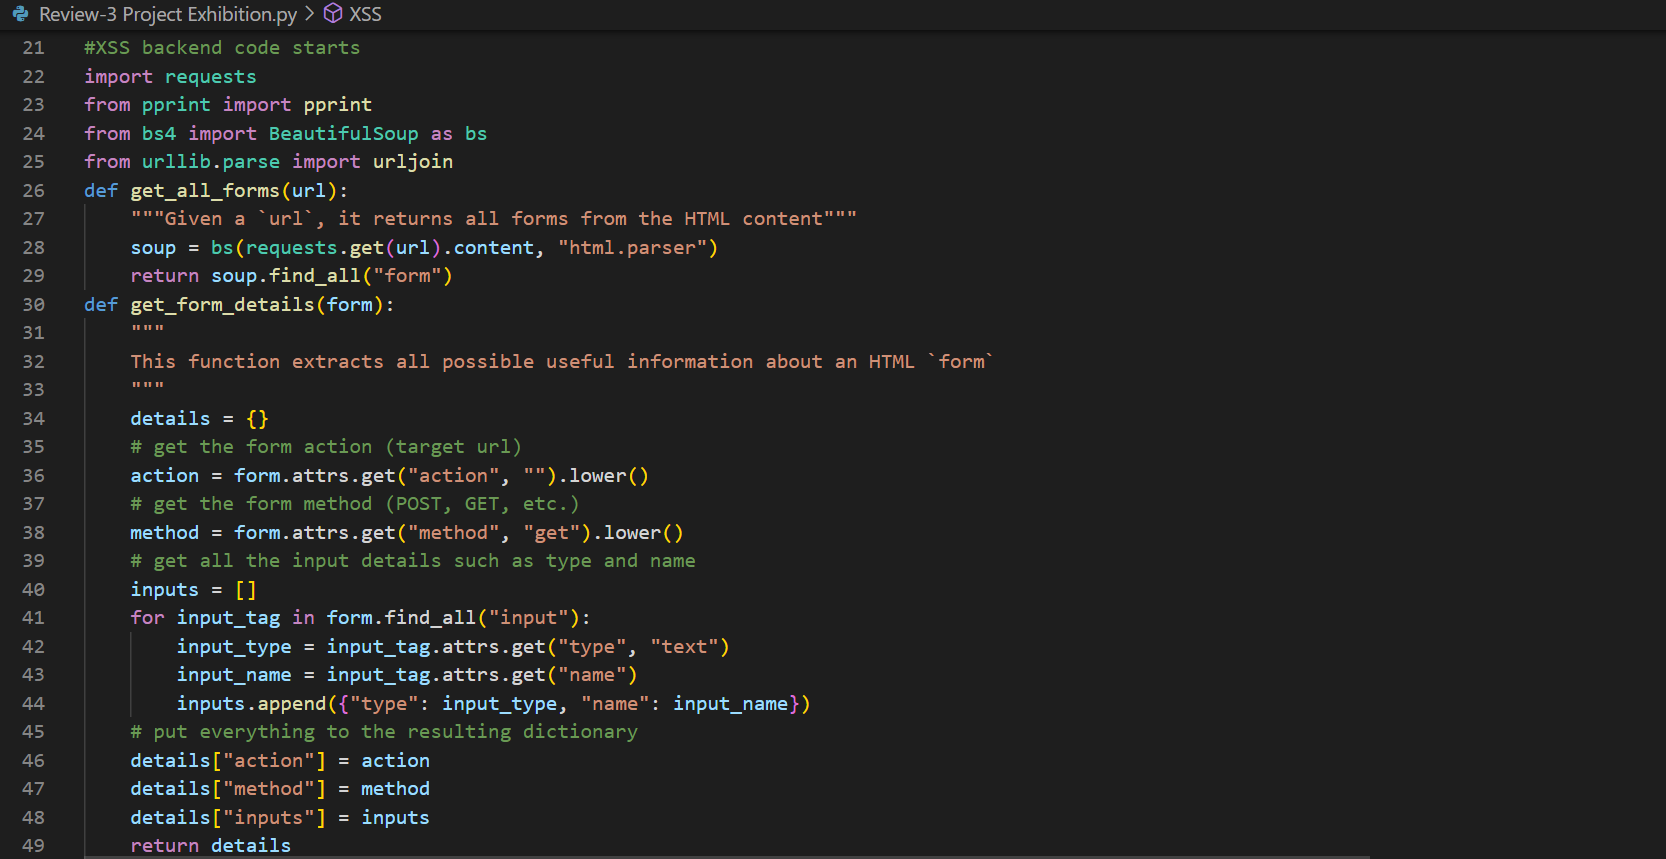 Review-3 Project Exhibition.py > XSS
21 #XSS backend code starts
22 import requests
23 from pprint import pprint
24 from bs4 import BeautifulSoup as bs
25 from urllib.parse import urljoin
26 def get_all_forms(url):
27     """Given a `url`, it returns all forms from the HTML content"""
28     soup = bs(requests.get(url).content, "html.parser")
29     return soup.find_all("form")
30 def get_form_details(form):
31     """
32     This function extracts all possible useful information about an HTML `form`
33     """
34     details = {}
35     # get the form action (target url)
36     action = form.attrs.get("action", "").lower()
37     # get the form method (POST, GET, etc.)
38     method = form.attrs.get("method", "get").lower()
39     # get all the input details such as type and name
40     inputs = []
41     for input_tag in form.find_all("input"):
42         input_type = input_tag.attrs.get("type", "text")
43         input_name = input_tag.attrs.get("name")
44         inputs.append({"type": input_type, "name": input_name})
45     # put everything to the resulting dictionary
46     details["action"] = action
47     details["method"] = method
48     details["inputs"] = inputs
49     return details